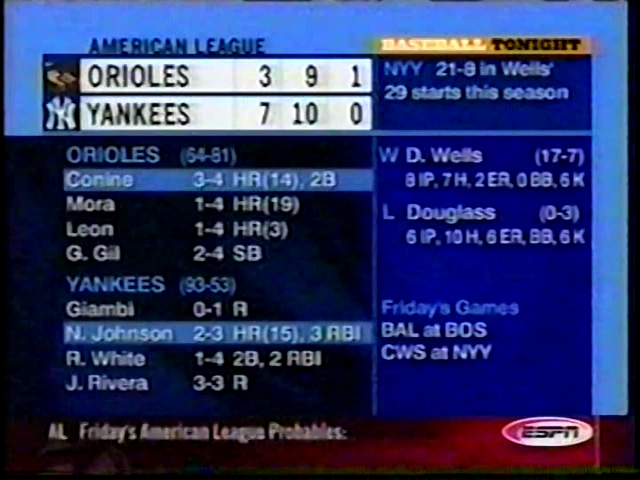 AMERICAN LEAGUE
BASEBALL TONIGHT
ORIOLES 3 9 1
YANKEES 7 10 0
NYY 21-8 in Wells'
29 starts this season
ORIOLES (64-81)
Conine 3-4 HR(14), 2B
Mora 1-4 HR(19)
Leon 1-4 HR(3)
G. Gil 2-4 SB
YANKEES (93-53)
Giambi 0-1 R
N. Johnson 2-3 HR(15), 3 RBI
R. White 1-4 2B, 2 RBI
J. Rivera 3-3 R
W D. Wells (17-7)
8 IP, 7 H, 2 ER, 0 BB, 6 K
L Douglass (0-3)
6 IP, 10 H, 6 ER, BB, 6 K
Friday's Games
BAL at BOS
CWS at NYY
AL Friday's American League Probables:
ESPN